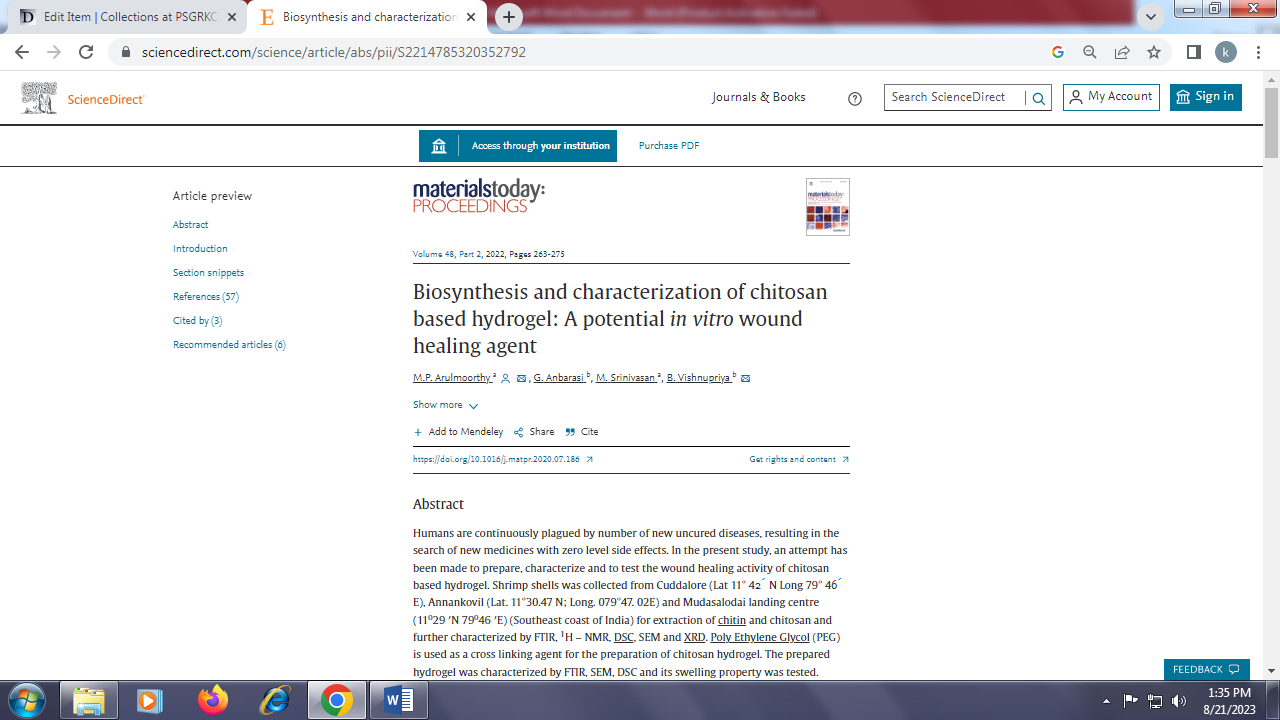 Edit Item | Collections at PSGRKC
Biosynthesis and characterization
sciencedirect.com/science/article/abs/pii/S2214785320352792
k
ScienceDirect
Journals & Books
Search ScienceDirect
My Account
Sign in
Access through your institution
Purchase PDF
Article preview
Abstract
Introduction
Section snippets
References (57)
Cited by (3)
Recommended articles (6)
materialstoday:
PROCEEDINGS
Volume 48, Part 2, 2022, Pages 263-275
Biosynthesis and characterization of chitosan
based hydrogel: A potential in vitro wound
healing agent
M.P. Arulmoorthy a, G. Anbarasi b, M. Srinivasan a, B. Vishnupriya b
Show more
Add to Mendeley Share Cite
https://doi.org/10.1016/j.matpr.2020.07.186
Get rights and content
Abstract
Humans are continuously plagued by number of new uncured diseases, resulting in the
search of new medicines with zero level side effects. In the present study, an attempt has
been made to prepare, characterize and to test the wound healing activity of chitosan
based hydrogel. Shrimp shells was collected from Cuddalore (Lat 11° 42´ N Long 79° 46´
E), Annankovil (Lat. 11°30.47 N; Long. 079°47. 02E) and Mudasalodai landing centre
(11⁰29 ′N 79⁰46 ′E) (Southeast coast of India) for extraction of chitin and chitosan and
further characterized by FTIR, ¹H – NMR, DSC, SEM and XRD. Poly Ethylene Glycol (PEG)
is used as a cross linking agent for the preparation of chitosan hydrogel. The prepared
hydrogel was characterized by FTIR, SEM, DSC and its swelling property was tested.
FEEDBACK
1:35 PM
8/21/2023